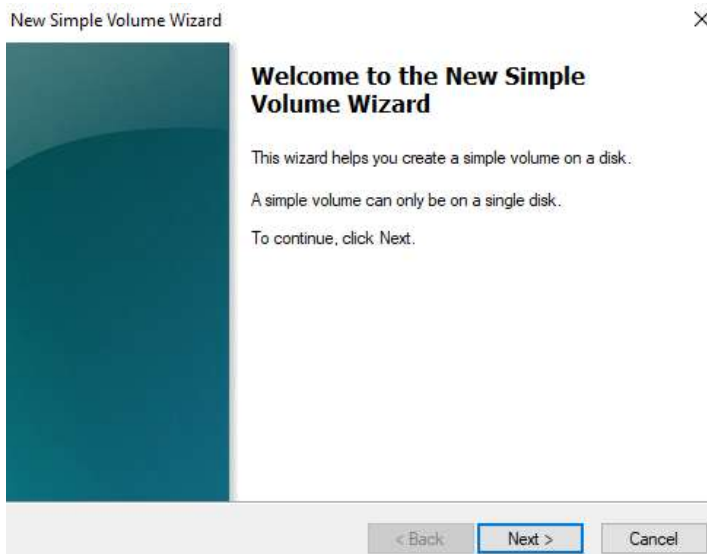 New Simple Volume Wizard
Welcome to the New Simple
Volume Wizard
This wizard helps you create a simple volume on a disk.
A simple volume can only be on a single disk.
To continue, click Next.
< Back Next > Cancel